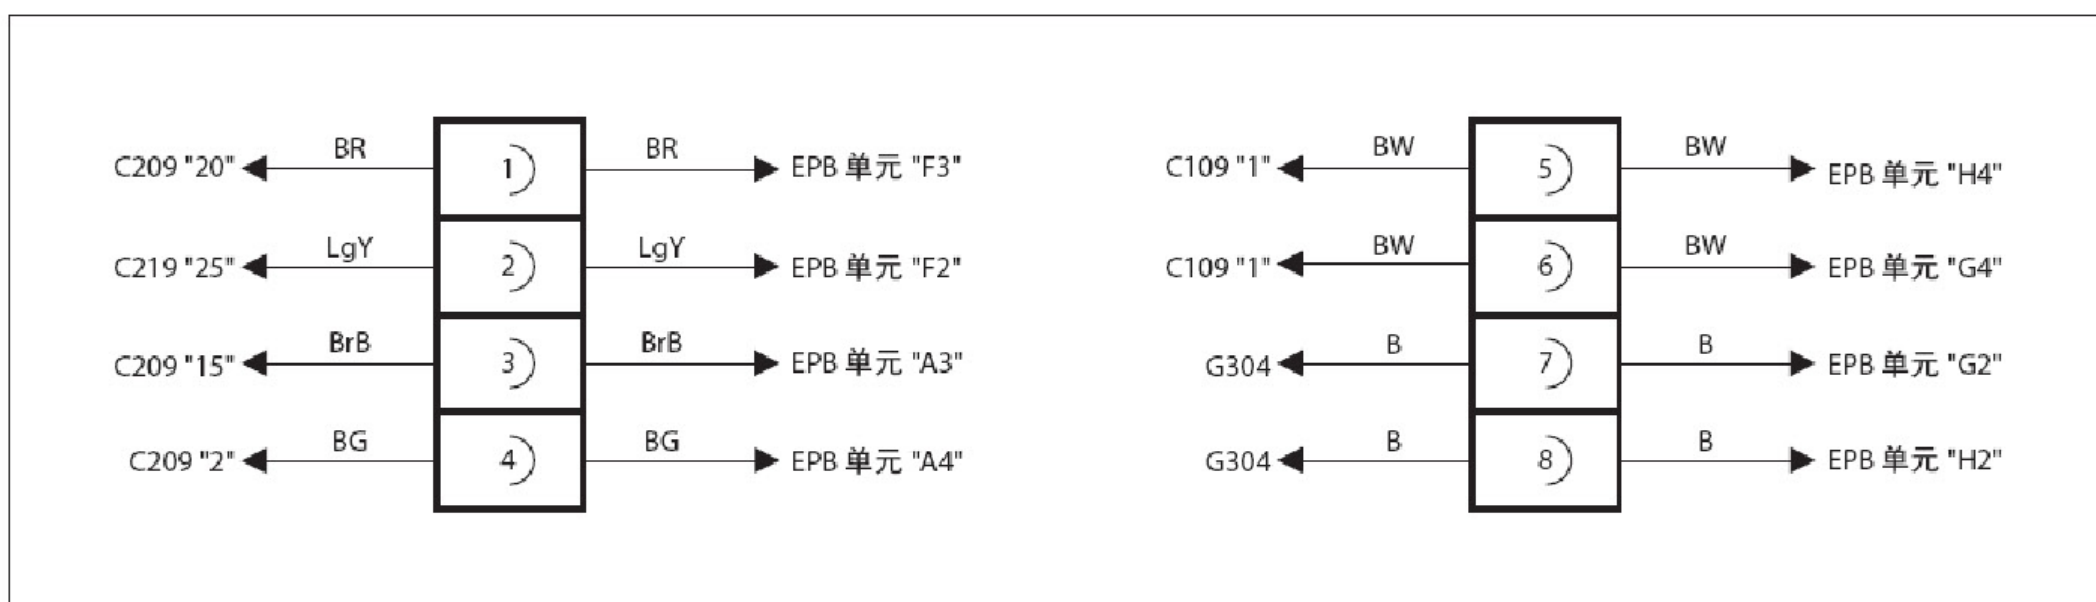 C209 "20" BR 1 BR EPB 单元 "F3"
C219 "25" LgY 2 LgY EPB 单元 "F2"
C209 "15" BrB 3 BrB EPB 单元 "A3"
C209 "2" BG 4 BG EPB 单元 "A4"
C109 "1" BW 5 BW EPB 单元 "H4"
C109 "1" BW 6 BW EPB 单元 "G4"
G304 B 7 B EPB 单元 "G2"
G304 B 8 B EPB 单元 "H2"